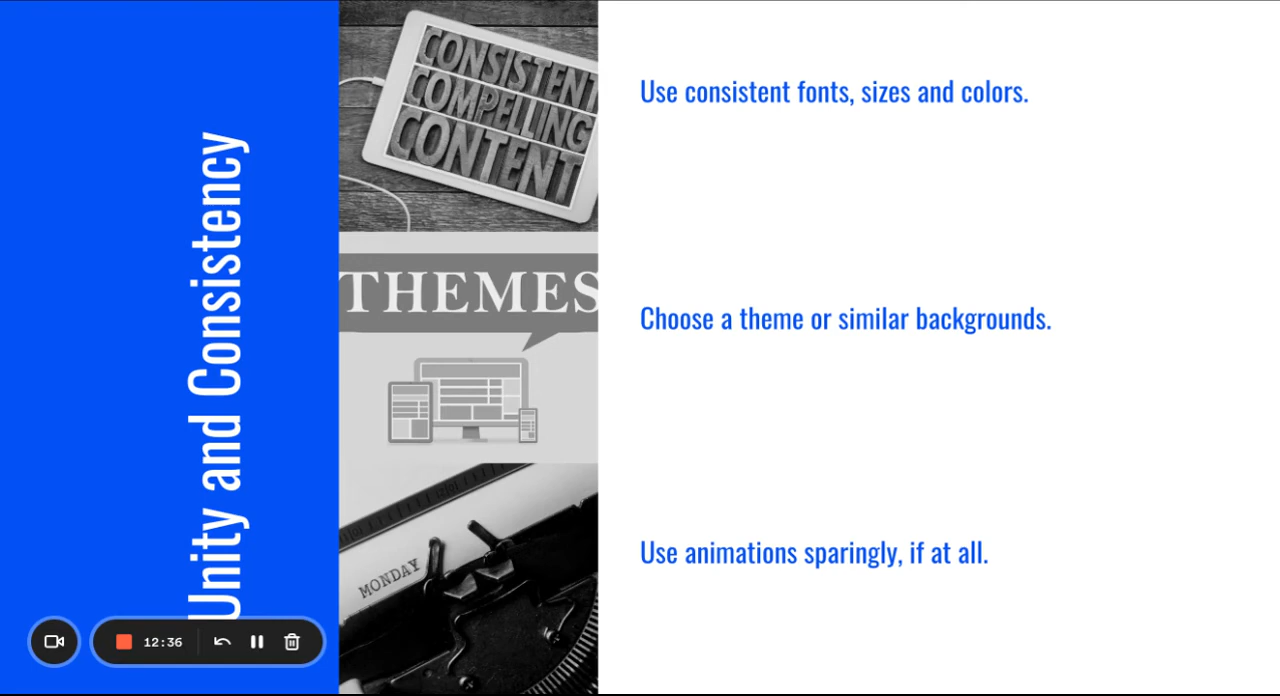 Unity and Consistency
CONSISTENT
COMPELLING
CONTENT
THEMES
MONDAY
Use consistent fonts, sizes and colors.
Choose a theme or similar backgrounds.
Use animations sparingly, if at all.
12:36